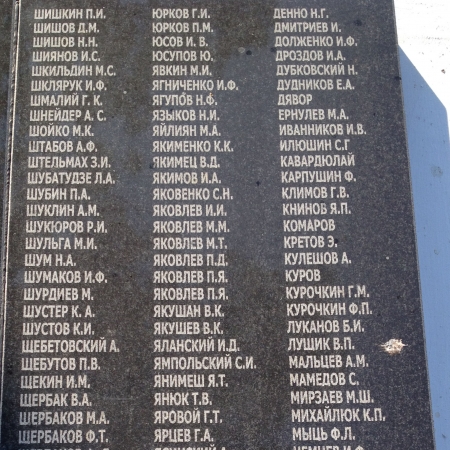 ШИШКИН П.И.
ШИШОВ Д.М.
ШИШОВ Н.Н.
ШИЯНОВ И.С.
ШКИЛЬДИН М.С.
ШКЛЯРУК И.Ф.
ШМАЛИЙ Г. К.
ШНЕЙДЕР А. С.
ШОЙКО М.К.
ШТАБОВ А.Ф.
ШТЕЛЬМАХ З.И.
ШУБАТУДЗЕ Л.А.
ШУБИН П.А.
ШУКЛИН А.М.
ШУКЮРОВ Р.И.
ШУЛЬГА М.И.
ШУМ Н.А.
ШУМАКОВ И.Ф.
ШУРДИЕВ М.
ШУСТЕР К. А.
ШУСТОВ К.И.
ЩЕБЕТОВСКИЙ А.
ЩЕБУТОВ П.В.
ЩЕКИН И.М.
ЩЕРБАК В.А.
ЩЕРБАКОВ М.А.
ЩЕРБАКОВ Ф.Т.
ЮРКОВ Г.И.
ЮРКОВ П.М.
ЮСОВ И. В.
ЮСУПОВ Ю.
ЯВКИН М.И.
ЯГНИЧЕНКО И.Ф.
ЯГУПОВ Н.Ф.
ЯЗЫКОВ Н.И.
ЯЙЛИЯН М.А.
ЯКИМЕНКО К.К.
ЯКИМЕЦ В.Д.
ЯКИМОВ И.А.
ЯКОВЕНКО С.Н.
ЯКОВЛЕВ И.И.
ЯКОВЛЕВ М.М.
ЯКОВЛЕВ М.Т.
ЯКОВЛЕВ П.Д.
ЯКОВЛЕВ П.Я.
ЯКОВЛЕВ П.Я.
ЯКУШАН В.К.
ЯКУШЕВ В.К.
ЯЛАНСКИЙ И.Д.
ЯМПОЛЬСКИЙ С.И.
ЯНИМЕШ Я.Т.
ЯНЮК Т.В.
ЯРОВОЙ Г.Т.
ЯРЦЕВ Г.А.
ДЕННО Н.Г.
ДМИТРИЕВ И.
ДОЛЖЕНКО И.Ф.
ДРОЗДОВ И.А.
ДУБКОВСКИЙ Н.
ДУДНИКОВ Е.А.
ДЯВОР
ЕРНУЛЕВ М.А.
ИВАННИКОВ И.В.
ИЛЮШИН С.Г
КАВАРДЮЛАЙ
КАРПУШИН Ф.
КЛИМОВ Г.В.
КНИНОВ Я.П.
КОМАРОВ
КРЕТОВ Э.
КУЛЕШОВ А.
КУРОВ
КУРОЧКИН Г.М.
КУРОЧКИН Ф.П.
ЛУКАНОВ Б.И.
ЛУЩИК В.П.
МАЛЬЦЕВ А.М.
МАМЕДОВ С.
МИРЗАЕВ М.Ш.
МИХАЙЛЮК К.П.
МЫЦЬ Ф.Л.